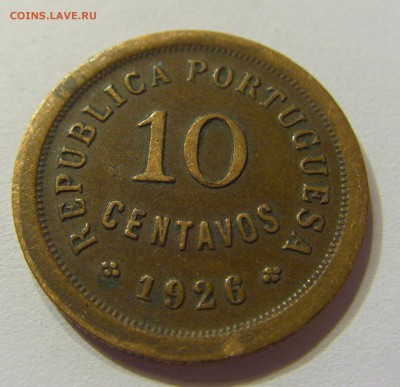 COINS.LAVE.RU
REPUBLICA PORTUGUESA
10
CENTAVOS
1926